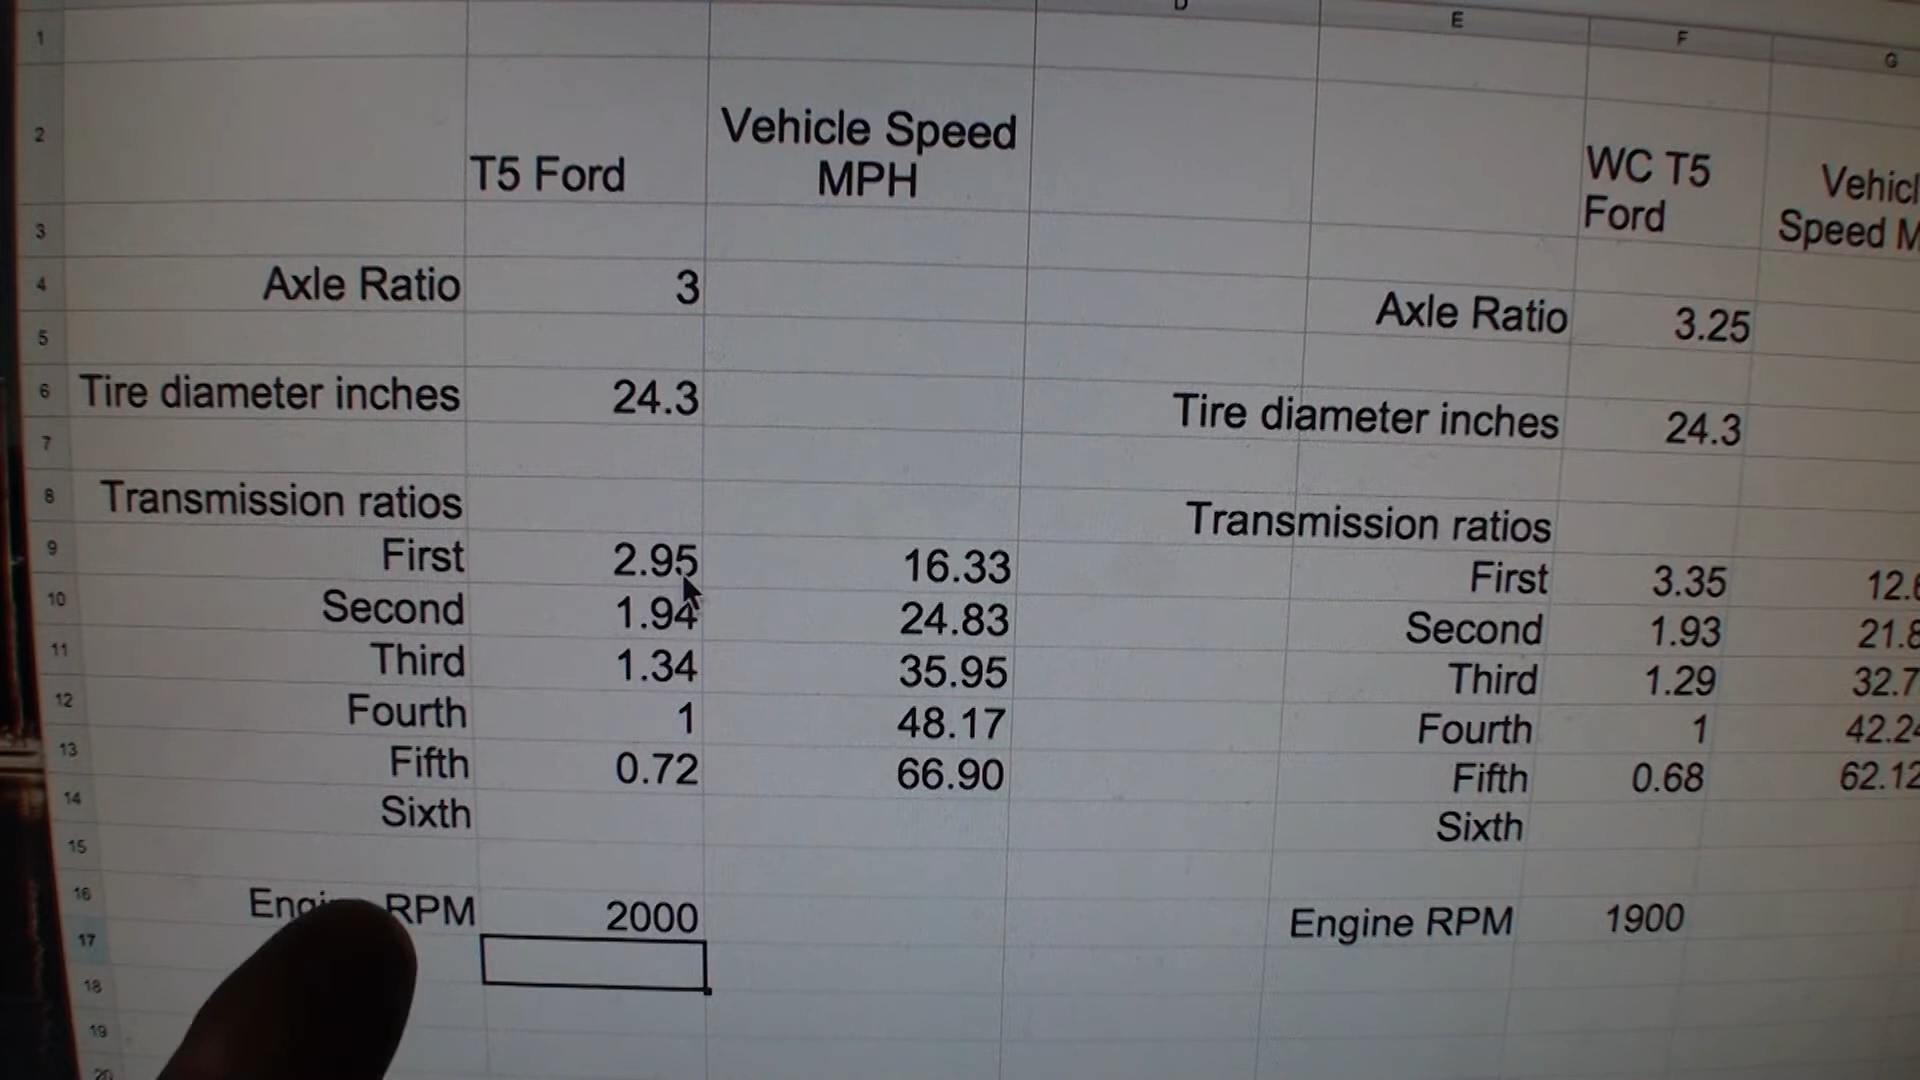 D E F G
1
2 T5 Ford Vehicle Speed MPH WC T5 Ford Speed
3
4 Axle Ratio 3 Axle Ratio 3.25
5
6 Tire diameter inches 24.3 Tire diameter inches 24.3
7
8 Transmission ratios Transmission ratios
9 First 2.95 16.33 First 3.35
10 Second 1.94 24.83 Second 1.93
11 Third 1.34 35.95 Third 1.29
12 Fourth 1 48.17 Fourth 1 42.24
13 Fifth 0.72 66.90 Fifth 0.68 62.12
14 Sixth Sixth
15
16 RPM 2000 Engine RPM 1900
17
18
19
20